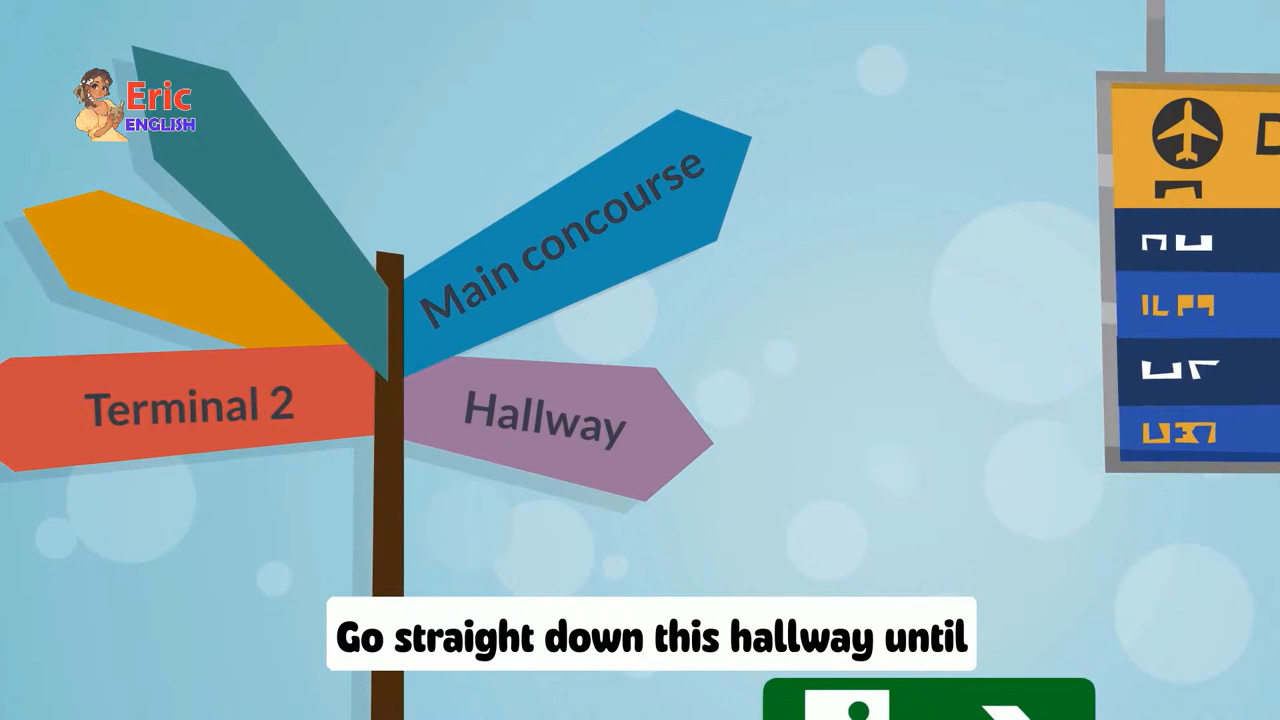 Eric
ENGLISH
Main concourse
Terminal 2
Hallway
Go straight down this hallway until